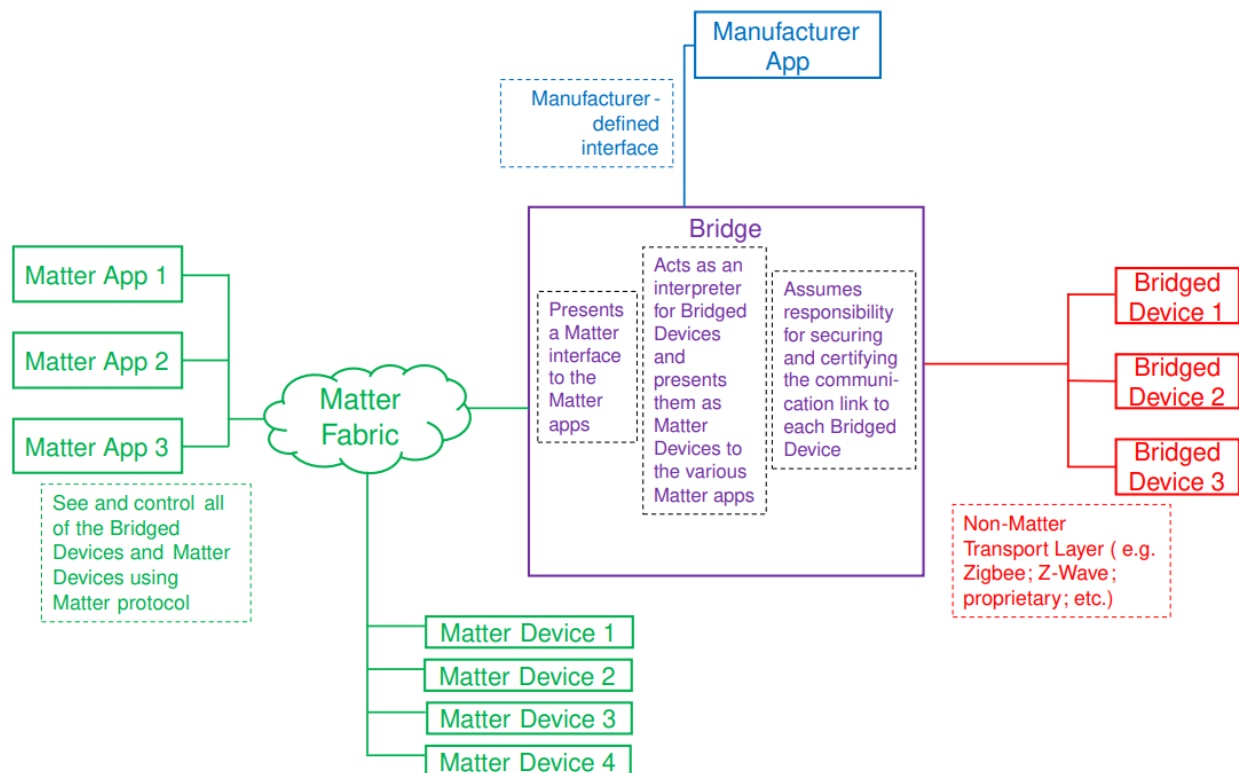 Manufacturer
App
Manufacturer-
defined
interface
Bridge
Presents
a Matter
interface
to the
Matter
apps
Acts as an
interpreter
for Bridged
Devices
and
presents
them as
Matter
Devices to
the various
Matter apps
Assumes
responsibility
for securing
and certifying
the communi-
cation link to
each Bridged
Device
Matter App 1
Matter App 2
Matter App 3
See and control all
of the Bridged
Devices and Matter
Devices using
Matter protocol
Matter
Fabric
Matter Device 1
Matter Device 2
Matter Device 3
Matter Device 4
Bridged
Device 1
Bridged
Device 2
Bridged
Device 3
Non-Matter
Transport Layer ( e.g.
Zigbee; Z-Wave;
proprietary; etc.)